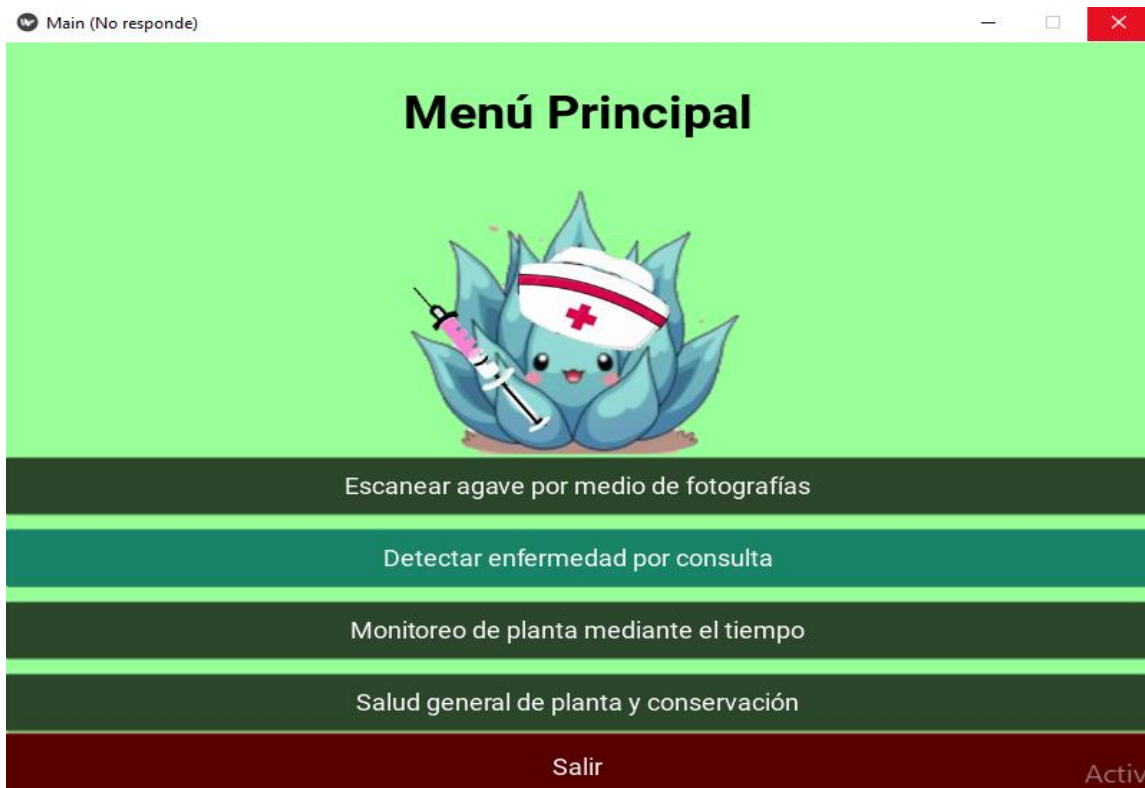 Main (No responde)
Menú Principal
Escanear agave por medio de fotografías
Detectar enfermedad por consulta
Monitoreo de planta mediante el tiempo
Salud general de planta y conservación
Salir
Activ